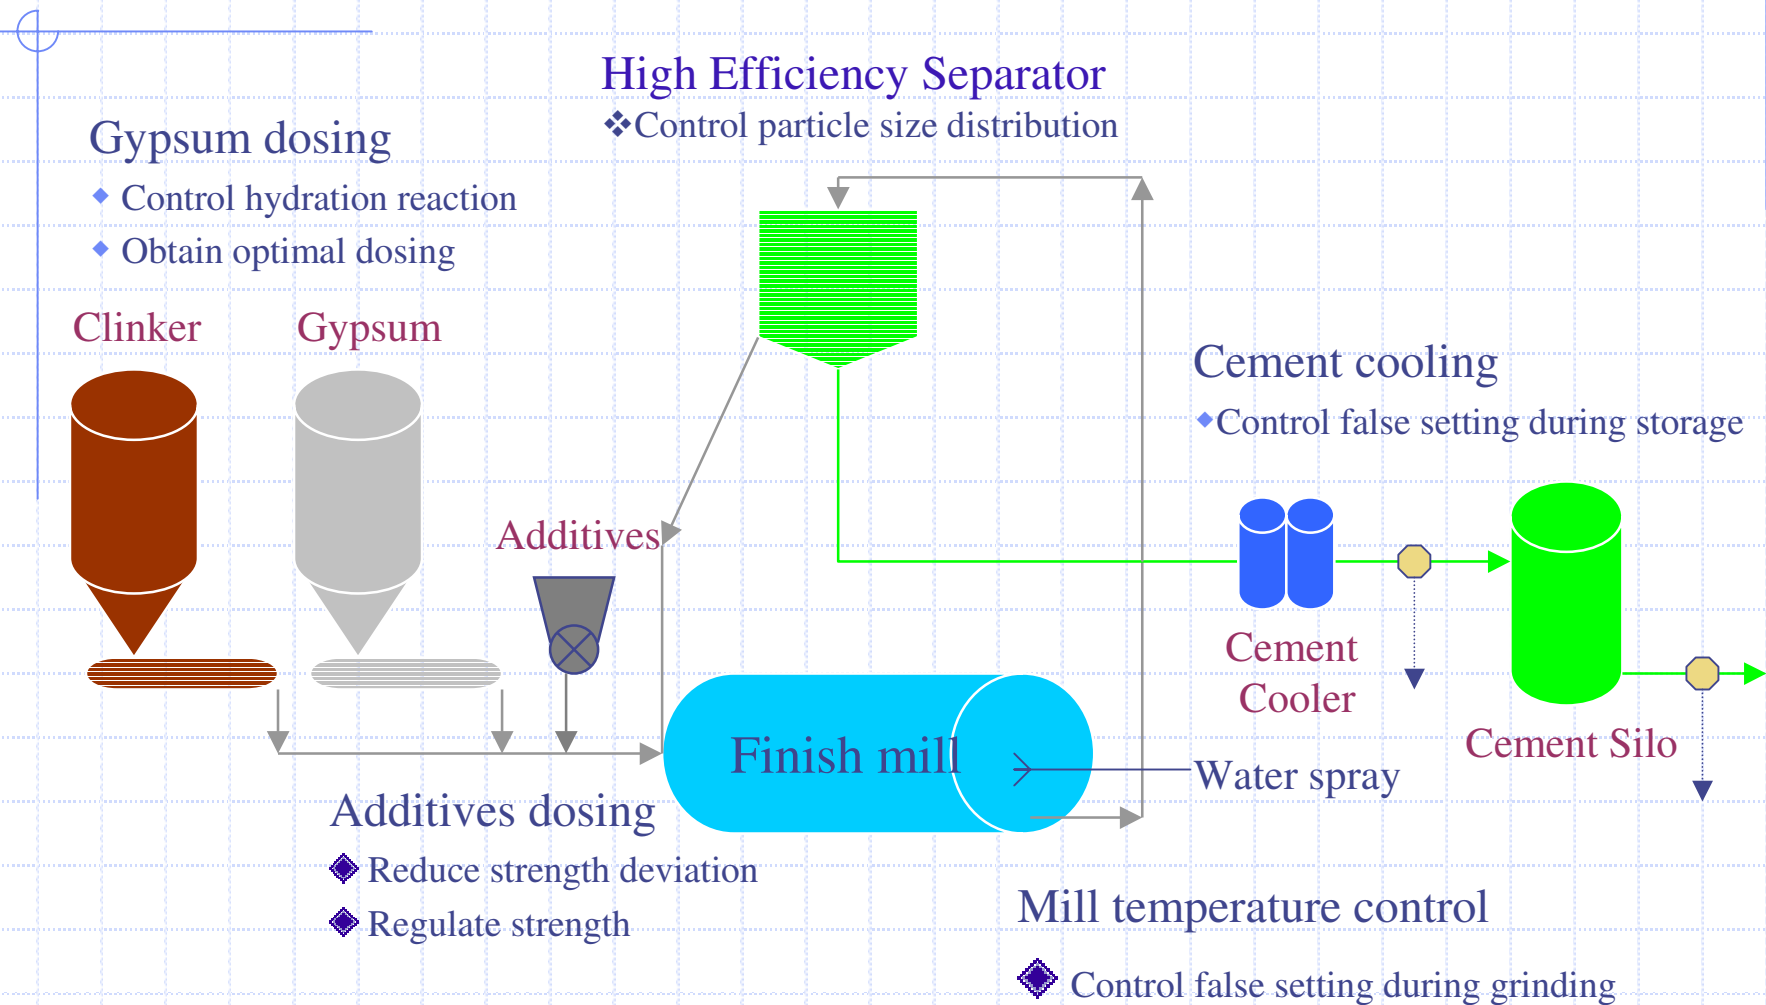 High Efficiency Separator
❖Control particle size distribution
Gypsum dosing
Control hydration reaction
Obtain optimal dosing
Clinker
Gypsum
Cement cooling
Control false setting during storage
Additives
Cement
Cooler
Cement Silo
Finish mill
Water spray
Additives dosing
Reduce strength deviation
Regulate strength
Mill temperature control
Control false setting during grinding